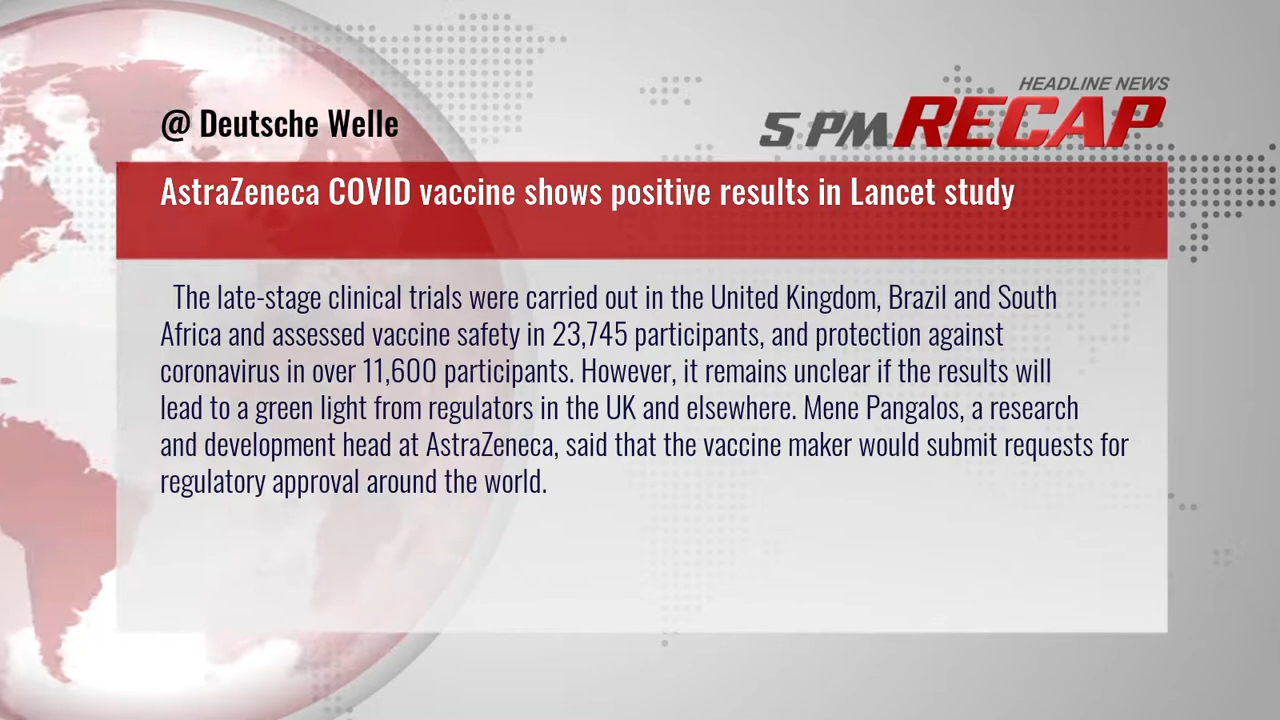 HEADLINE NEWS
@ Deutsche Welle
5 PM RECAP
AstraZeneca COVID vaccine shows positive results in Lancet study
The late-stage clinical trials were carried out in the United Kingdom, Brazil and South
Africa and assessed vaccine safety in 23,745 participants, and protection against
coronavirus in over 11,600 participants. However, it remains unclear if the results will
lead to a green light from regulators in the UK and elsewhere. Mene Pangalos, a research
and development head at AstraZeneca, said that the vaccine maker would submit requests for
regulatory approval around the world.